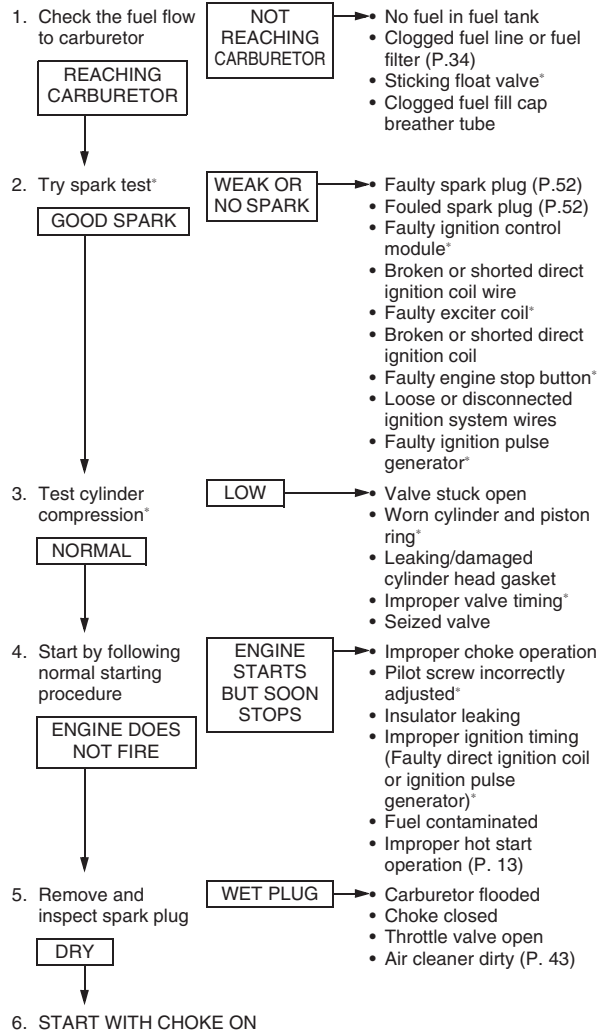 1. Check the fuel flow
to carburetor
REACHING
CARBURETOR
NOT
REACHING
CARBURETOR
• No fuel in fuel tank
• Clogged fuel line or fuel
filter (P.34)
• Sticking float valve*
• Clogged fuel fill cap
breather tube
2. Try spark test*
GOOD SPARK
WEAK OR
NO SPARK
• Faulty spark plug (P.52)
• Fouled spark plug (P.52)
• Faulty ignition control
module*
• Broken or shorted direct
ignition coil wire
• Faulty exciter coil*
• Broken or shorted direct
ignition coil
• Faulty engine stop button*
• Loose or disconnected
ignition system wires
• Faulty ignition pulse
generator*
3. Test cylinder
compression*
NORMAL
LOW
• Valve stuck open
• Worn cylinder and piston
ring*
• Leaking/damaged
cylinder head gasket
• Improper valve timing*
• Seized valve
4. Start by following
normal starting
procedure
ENGINE DOES
NOT FIRE
ENGINE
STARTS
BUT SOON
STOPS
• Improper choke operation
• Pilot screw incorrectly
adjusted*
• Insulator leaking
• Improper ignition timing
(Faulty direct ignition coil
or ignition pulse
generator)*
• Fuel contaminated
• Improper hot start
operation (P. 13)
5. Remove and
inspect spark plug
DRY
WET PLUG
• Carburetor flooded
• Choke closed
• Throttle valve open
• Air cleaner dirty (P. 43)
6. START WITH CHOKE ON